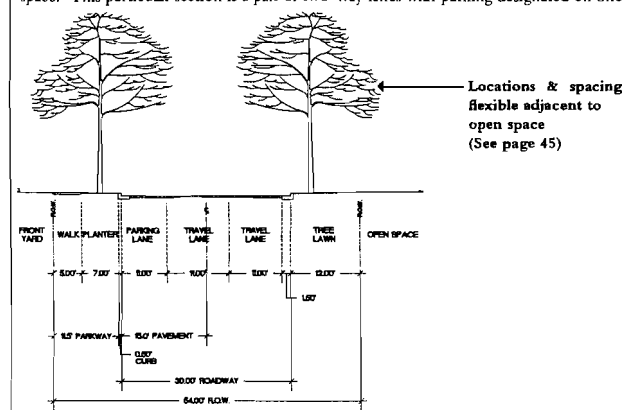 space. This particular section is a pair of two-way lanes with parking designated on one
Locations & spacing
flexible adjacent to
open space
(See page 45)
R.O.W.
R.O.W.
FRONT YARD
WALK
PLANTER
PARKING LANE
TRAVEL LANE
TRAVEL LANE
TREE LAWN
OPEN SPACE
5.00' 7.00' 8.00' 11.00' 11.00' 12.00'
1.50'
11.5' PARKWAY 15.0' PAVEMENT
0.50'
CURB
30.00' ROADWAY
54.00' R.O.W.